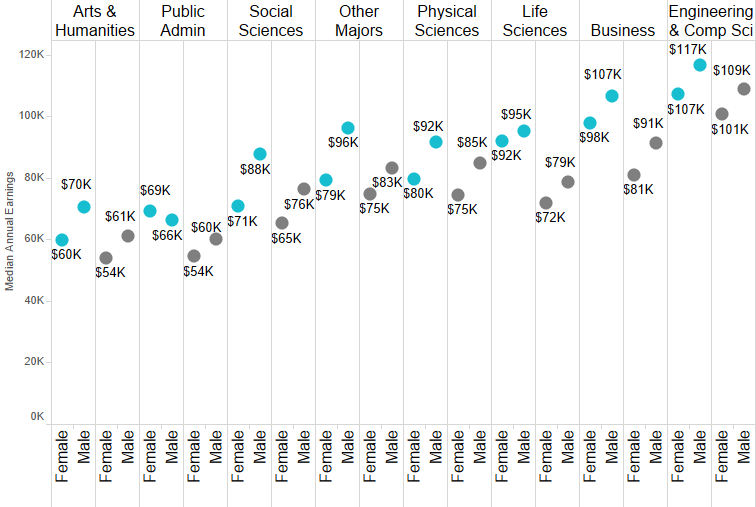 Arts &
Humanities
Public
Admin
Social
Sciences
Other
Majors
Physical
Sciences
Life
Sciences
Business
Engineering
& Comp Sci
Median Annual Earnings
120K
100K
80K
60K
40K
20K
0K
$60K
$70K
$54K
$61K
$69K
$66K
$54K
$60K
$71K
$88K
$65K
$76K
$79K
$96K
$75K
$83K
$80K
$92K
$75K
$85K
$92K
$95K
$72K
$79K
$98K
$107K
$81K
$91K
$107K
$117K
$101K
$109K
Female
Male
Female
Male
Female
Male
Female
Male
Female
Male
Female
Male
Female
Male
Female
Male
Female
Male
Female
Male
Female
Male
Female
Male
Female
Male
Female
Male
Female
Male
Female
Male